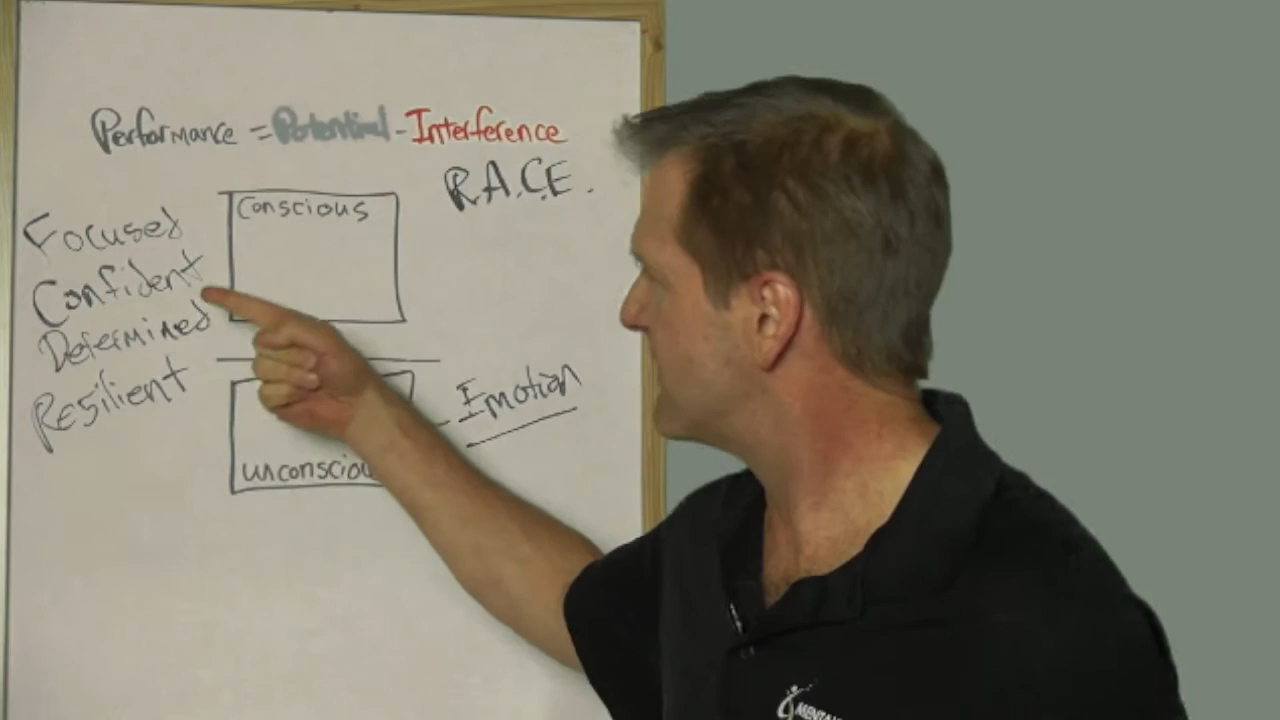 Performance = Potential - Interference
R.A.C.E.
Conscious
Focused
Confident
Determined
Resilient
Emotion